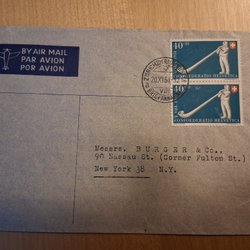 BY AIR MAIL
PAR AVION
POR AVION
40
CONFOEDERATIO HELVETICA
40
CONFOEDERATIO HELVETICA
Messrs. BURGER & Co.,
90 Nassau St. (Corner Fulton St.)
New York 38 N.Y.